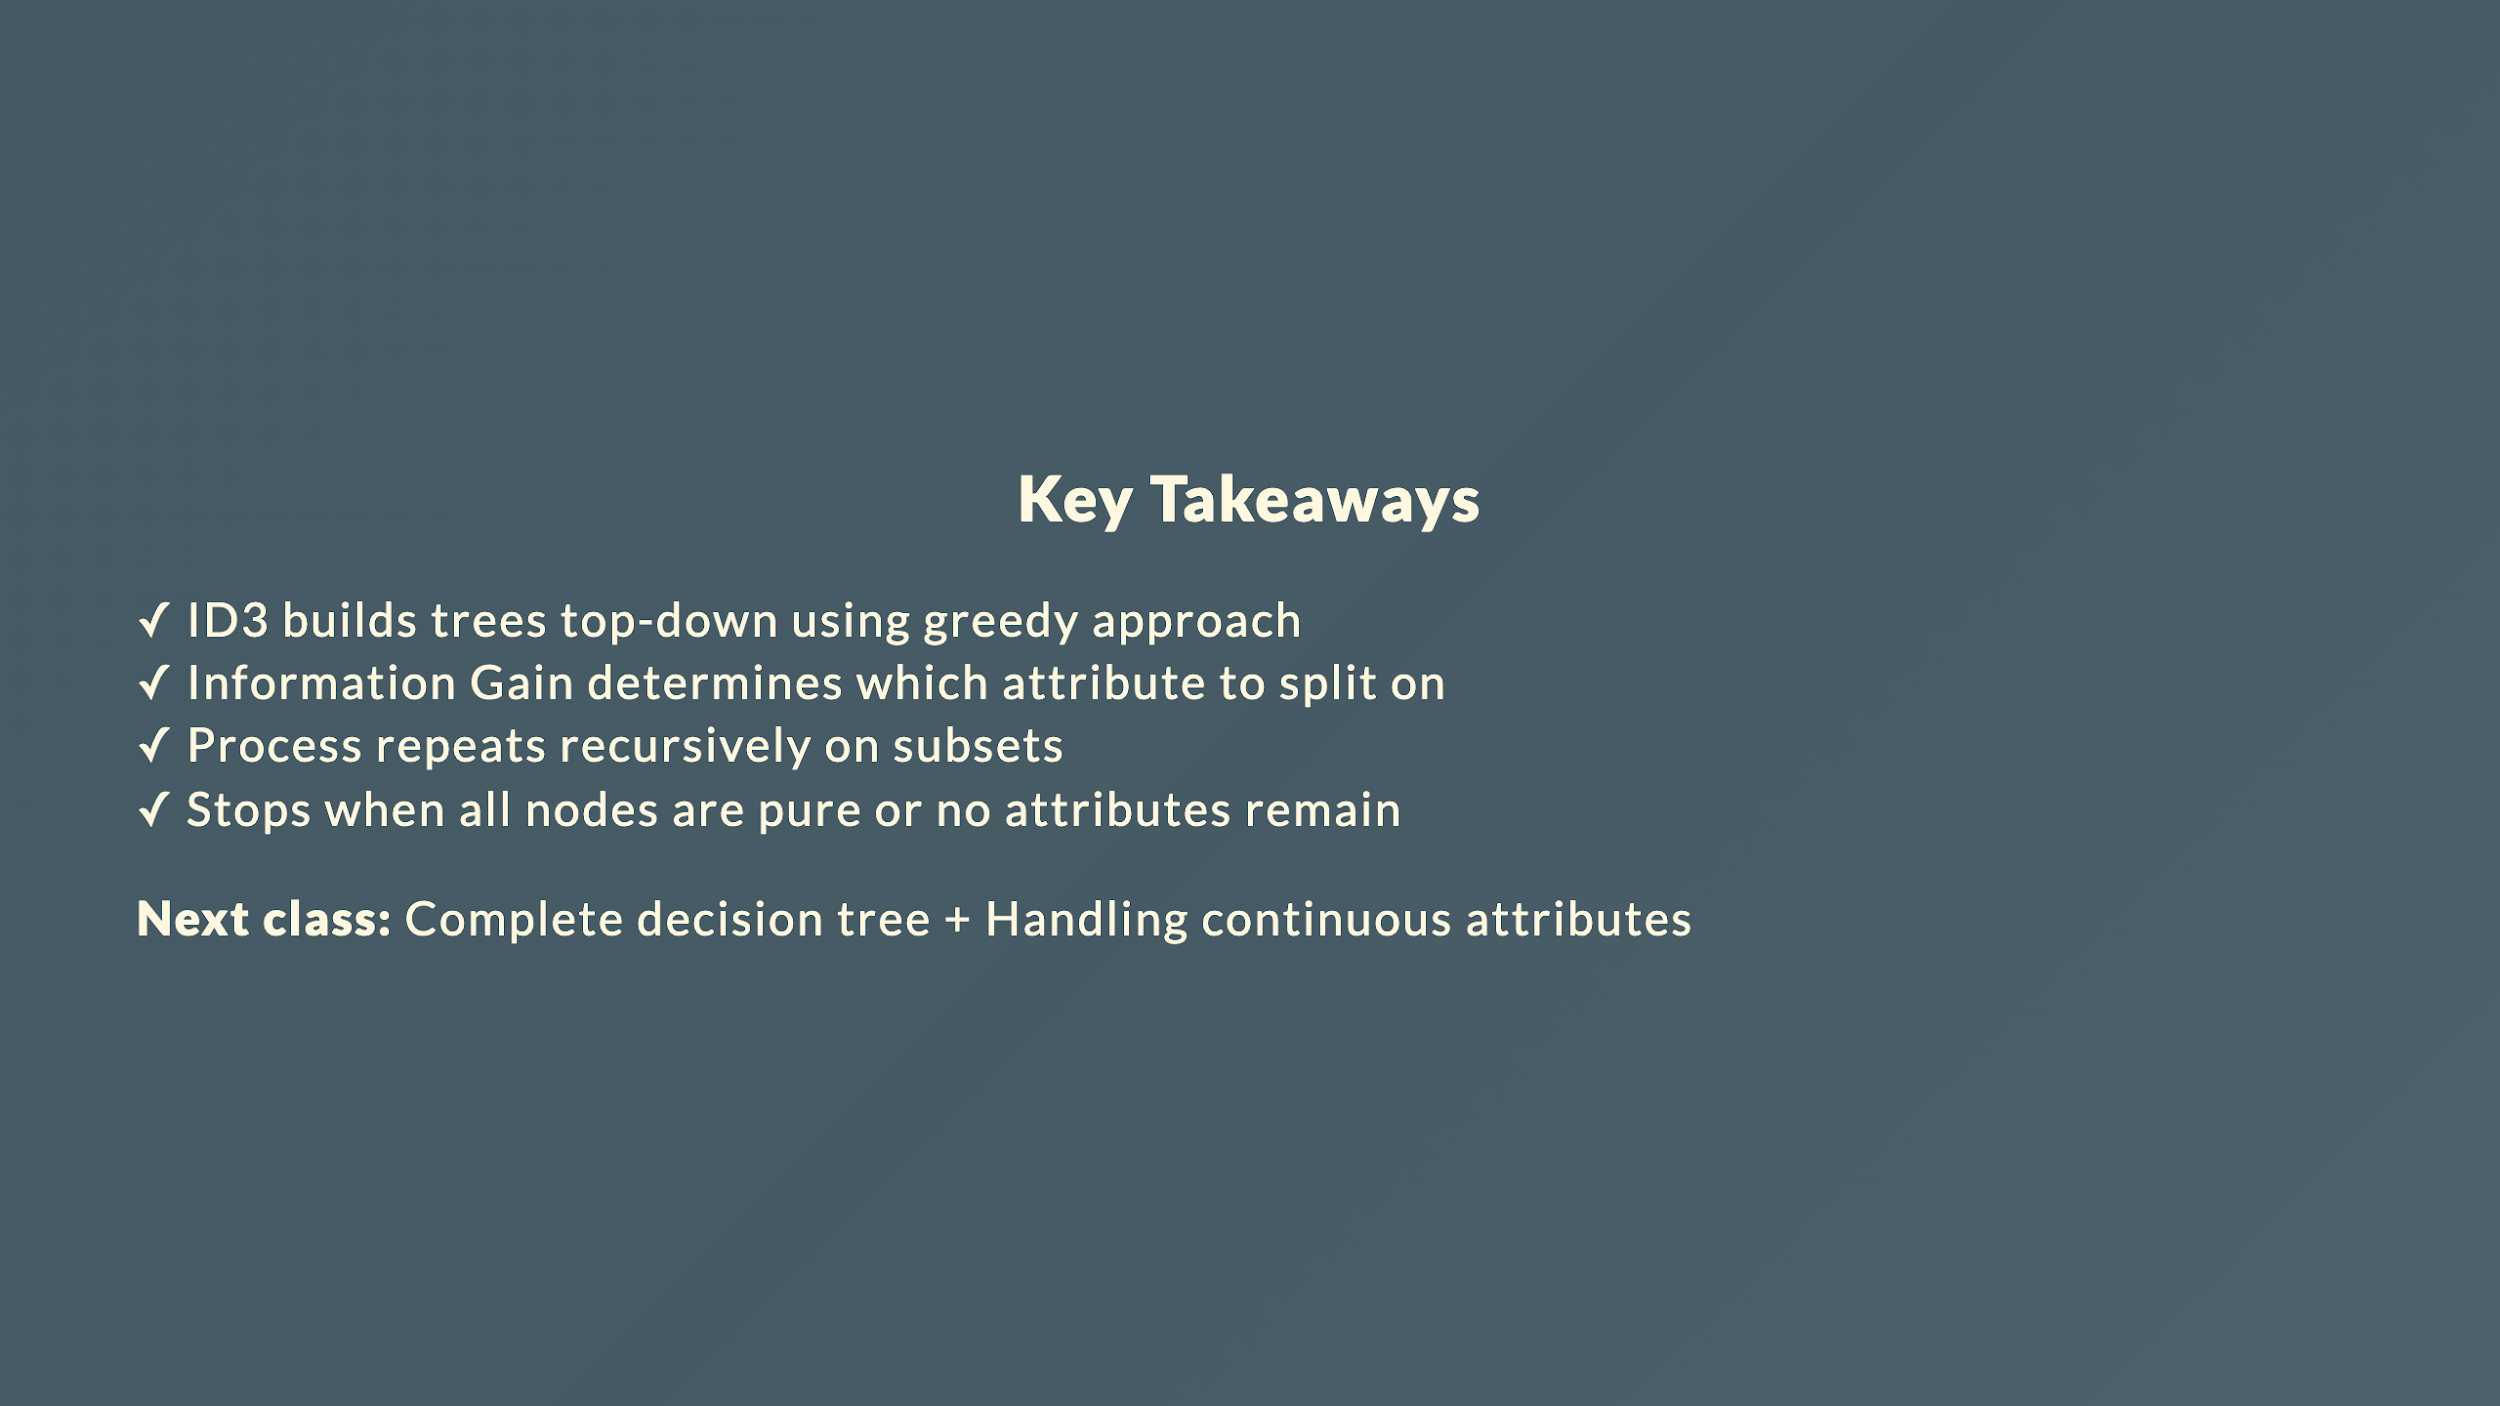 Key Takeaways
✓ ID3 builds trees top-down using greedy approach
✓ Information Gain determines which attribute to split on
✓ Process repeats recursively on subsets
✓ Stops when all nodes are pure or no attributes remain
Next class: Complete decision tree + Handling continuous attributes